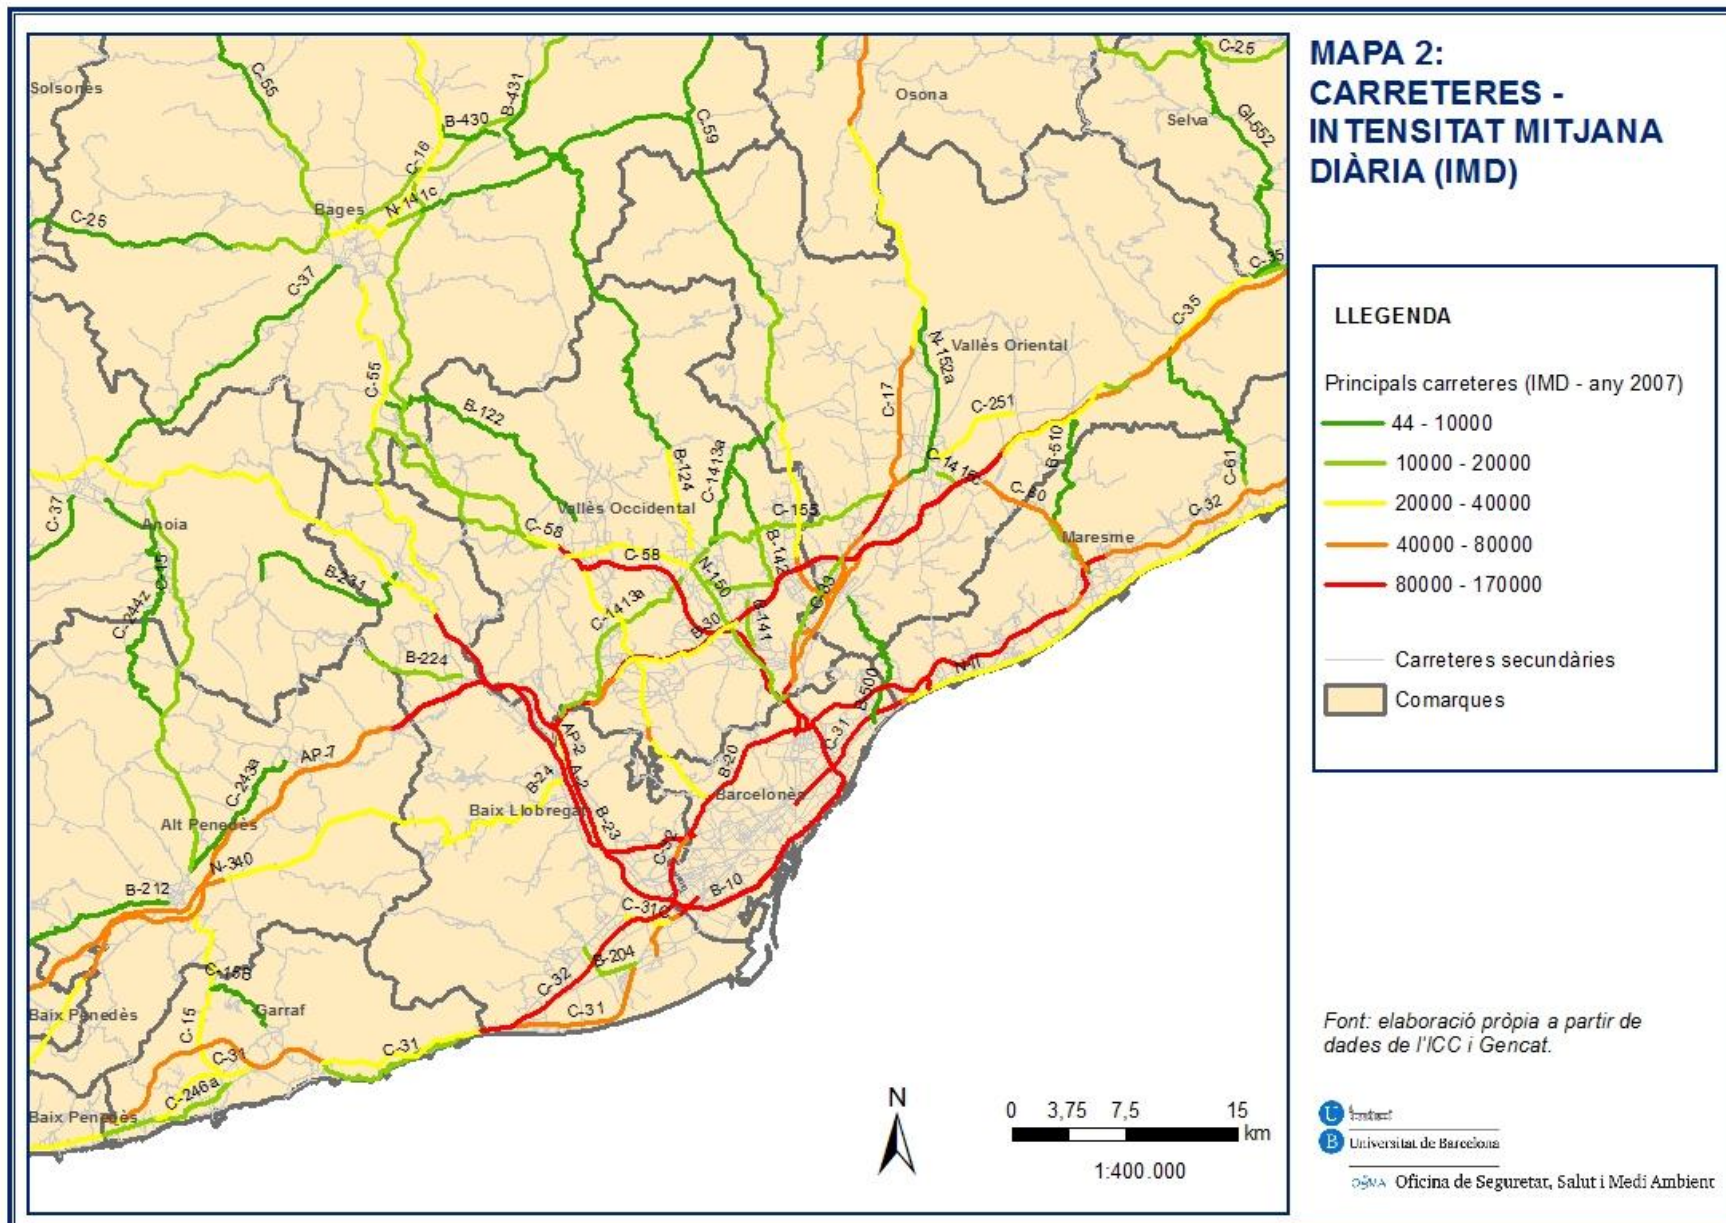 MAPA 2:
CARRETERES -
INTENSITAT MITJANA
DIÀRIA (IMD)
LLEGENDA
Principals carreteres (IMD - any 2007)
44 - 10000
10000 - 20000
20000 - 40000
40000 - 80000
80000 - 170000
Carreteres secundàries
Comarques
Font: elaboració pròpia a partir de
dades de l'ICC i Gencat.
U
B
Universitat de Barcelona
OSSMA Oficina de Seguretat, Salut i Medi Ambient
Solsonès
C-55
B-431
B-430
C-59
Osona
C-25
Selva
GI-552
C-16
N-141c
Bages
C-25
C-37
C-35
C-35
Vallès Oriental
N-152a
C-17
C-251
C-55
B-122
B-124
C-1413a
C-1415c
B-510
C-61
C-60
C-32
Maresme
C-37
Anoia
C-15
Vallès Occidental
C-155
C-58
C-58
B-142
N-150
C-33
B-231
C-244z
C-1413a
B-30
B-141
B-224
B-500
N-II
C-31
AP-7
AP-2
A-2
B-24
B-23
B-20
Barcelonès
C-243a
Baix Llobregat
Alt Penedès
N-340
C-32
B-212
B-10
C-31C
B-204
C-32
C-31
C-15B
Garraf
Baix Penedès
C-15
C-31
C-31
C-246a
Baix Penedès
N
0 3,75 7,5 15
km
1:400.000